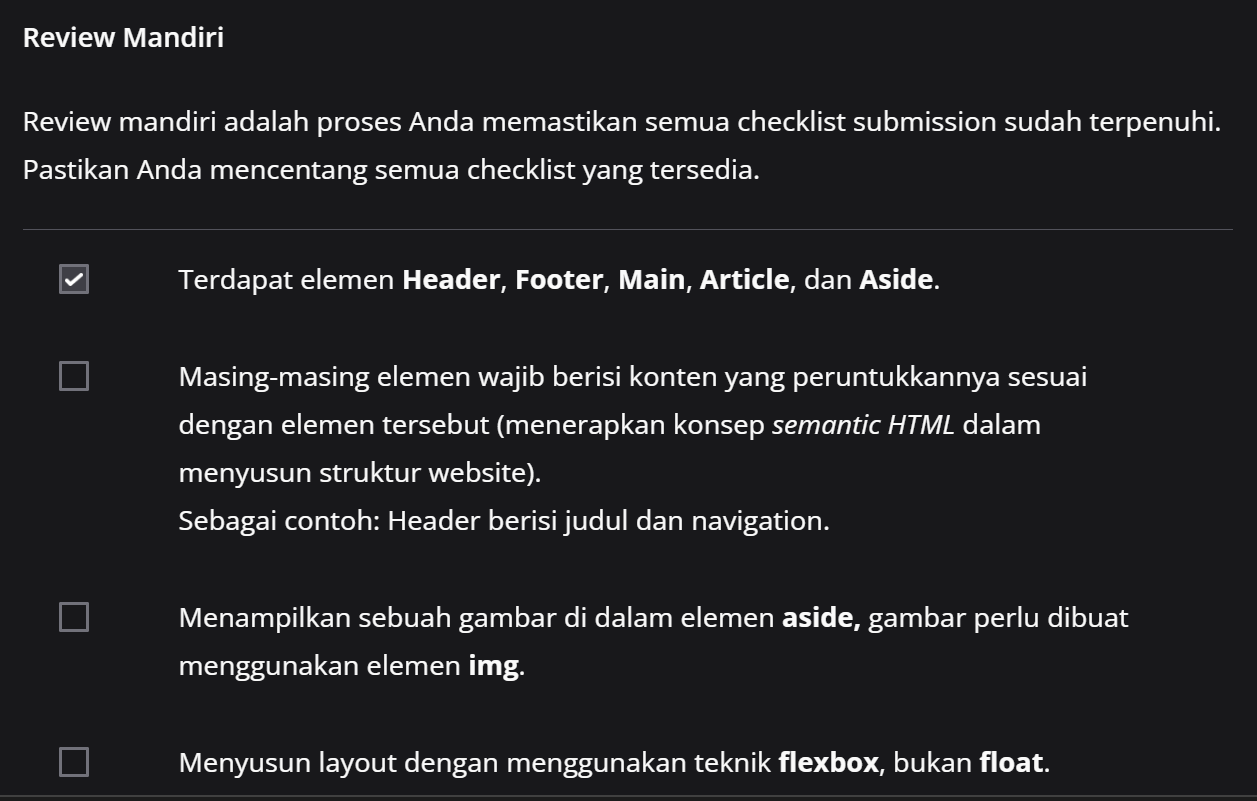 Review Mandiri
Review mandiri adalah proses Anda memastikan semua checklist submission sudah terpenuhi.
Pastikan Anda mencentang semua checklist yang tersedia.
Terdapat elemen Header, Footer, Main, Article, dan Aside.
Masing-masing elemen wajib berisi konten yang peruntukkannya sesuai
dengan elemen tersebut (menerapkan konsep semantic HTML dalam
menyusun struktur website).
Sebagai contoh: Header berisi judul dan navigation.
Menampilkan sebuah gambar di dalam elemen aside, gambar perlu dibuat
menggunakan elemen img.
Menyusun layout dengan menggunakan teknik flexbox, bukan float.